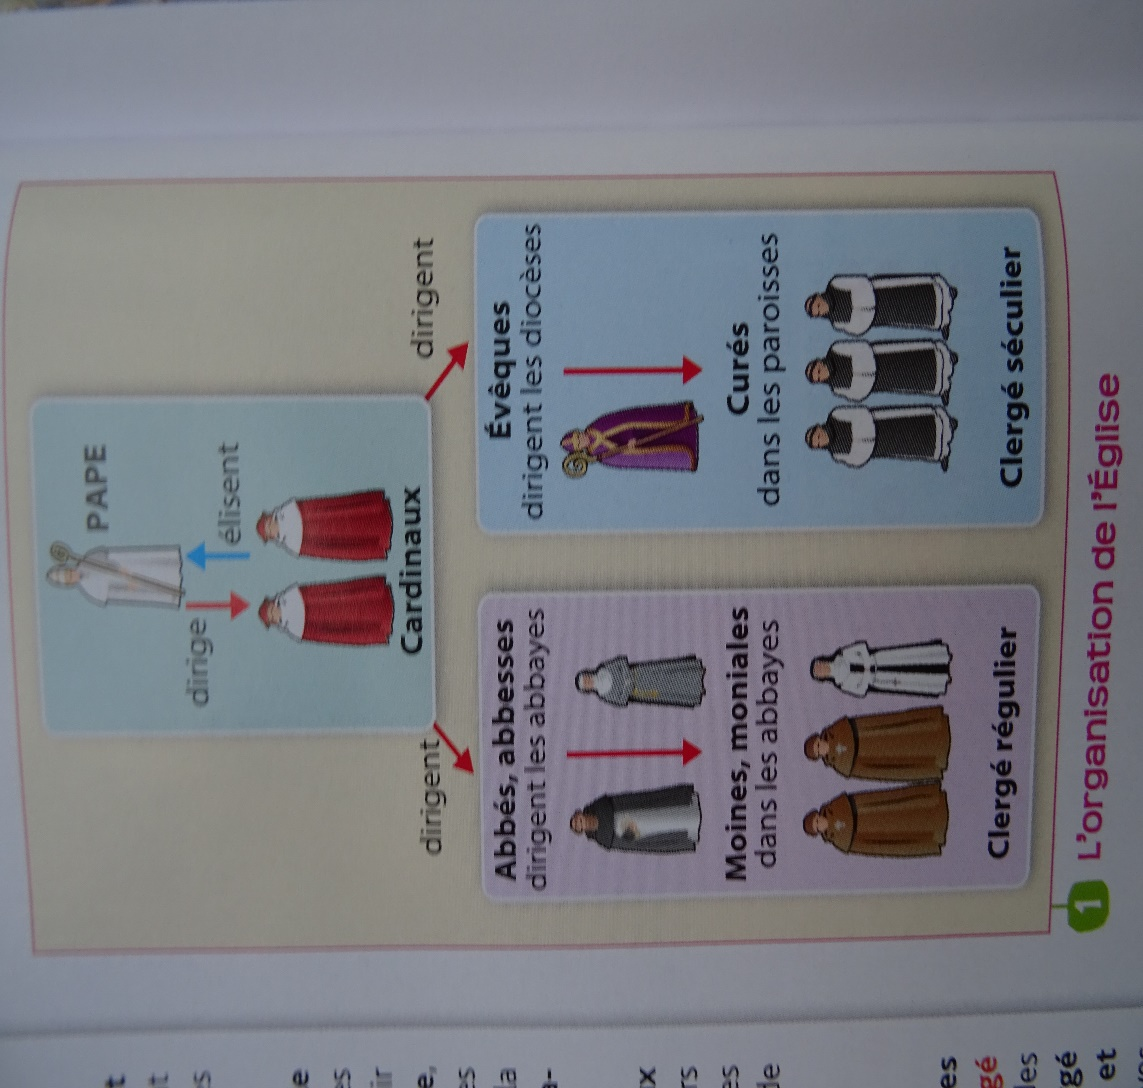 PAPE
dirige
élisent
Cardinaux
dirigent
dirigent
Abbés, abbesses
dirigent les abbayes
Moines, moniales
dans les abbayes
Clergé régulier
Évêques
dirigent les diocèses
Curés
dans les paroisses
Clergé séculier
1 L'organisation de l'Église